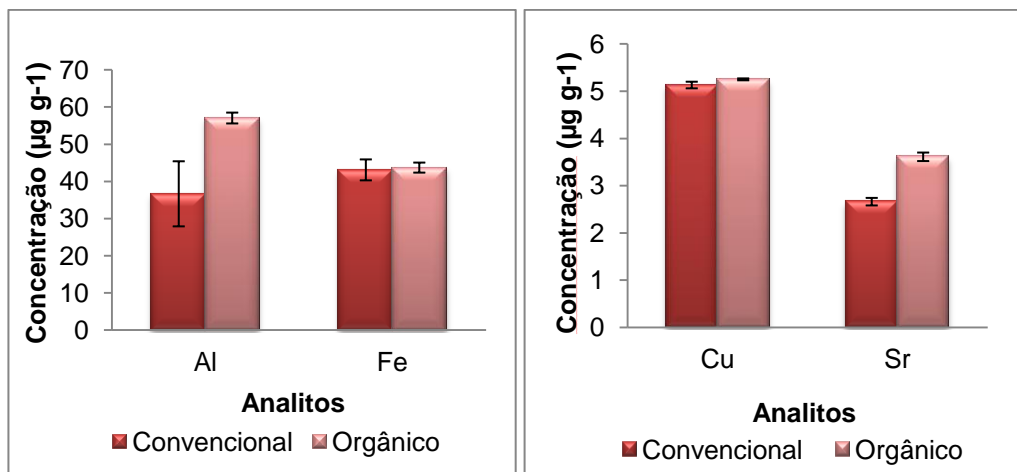 Concentração (µg g-1)
70
60
50
40
30
20
10
0
Al Fe
Analitos
Convencional Orgânico
Concentração (µg g-1)
6
5
4
3
2
1
0
Cu Sr
Analitos
Convencional Orgânico